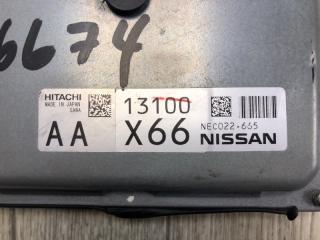 6674
HITACHI
MADE IN JAPAN
13100
AA
X66
NEC022-665
NISSAN